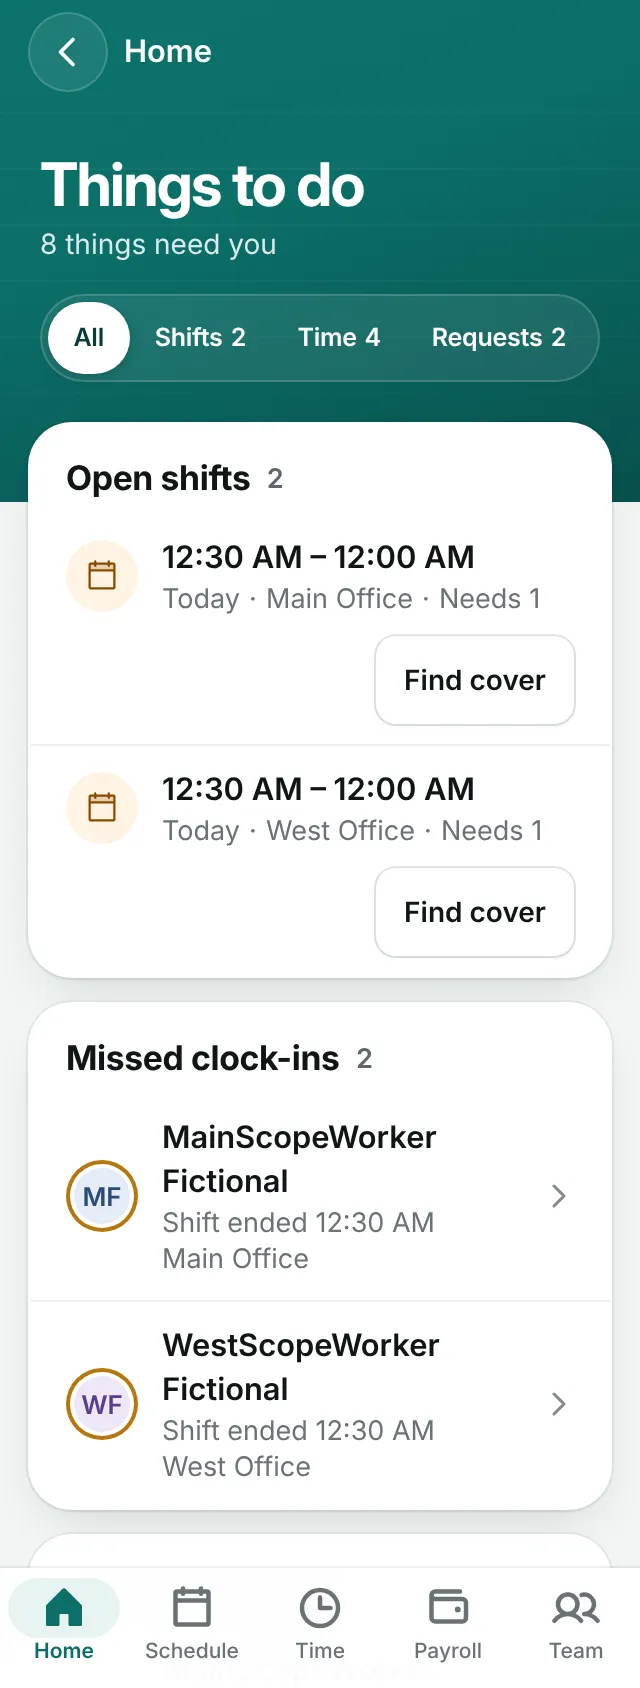 Home
Things to do
8 things need you
All
Shifts 2
Time 4
Requests 2
Open shifts 2
12:30 AM – 12:00 AM
Today · Main Office · Needs 1
Find cover
12:30 AM – 12:00 AM
Today · West Office · Needs 1
Find cover
Missed clock-ins 2
MF
MainScopeWorker
Fictional
Shift ended 12:30 AM
Main Office
WF
WestScopeWorker
Fictional
Shift ended 12:30 AM
West Office
Home
Schedule
Time
Payroll
Team